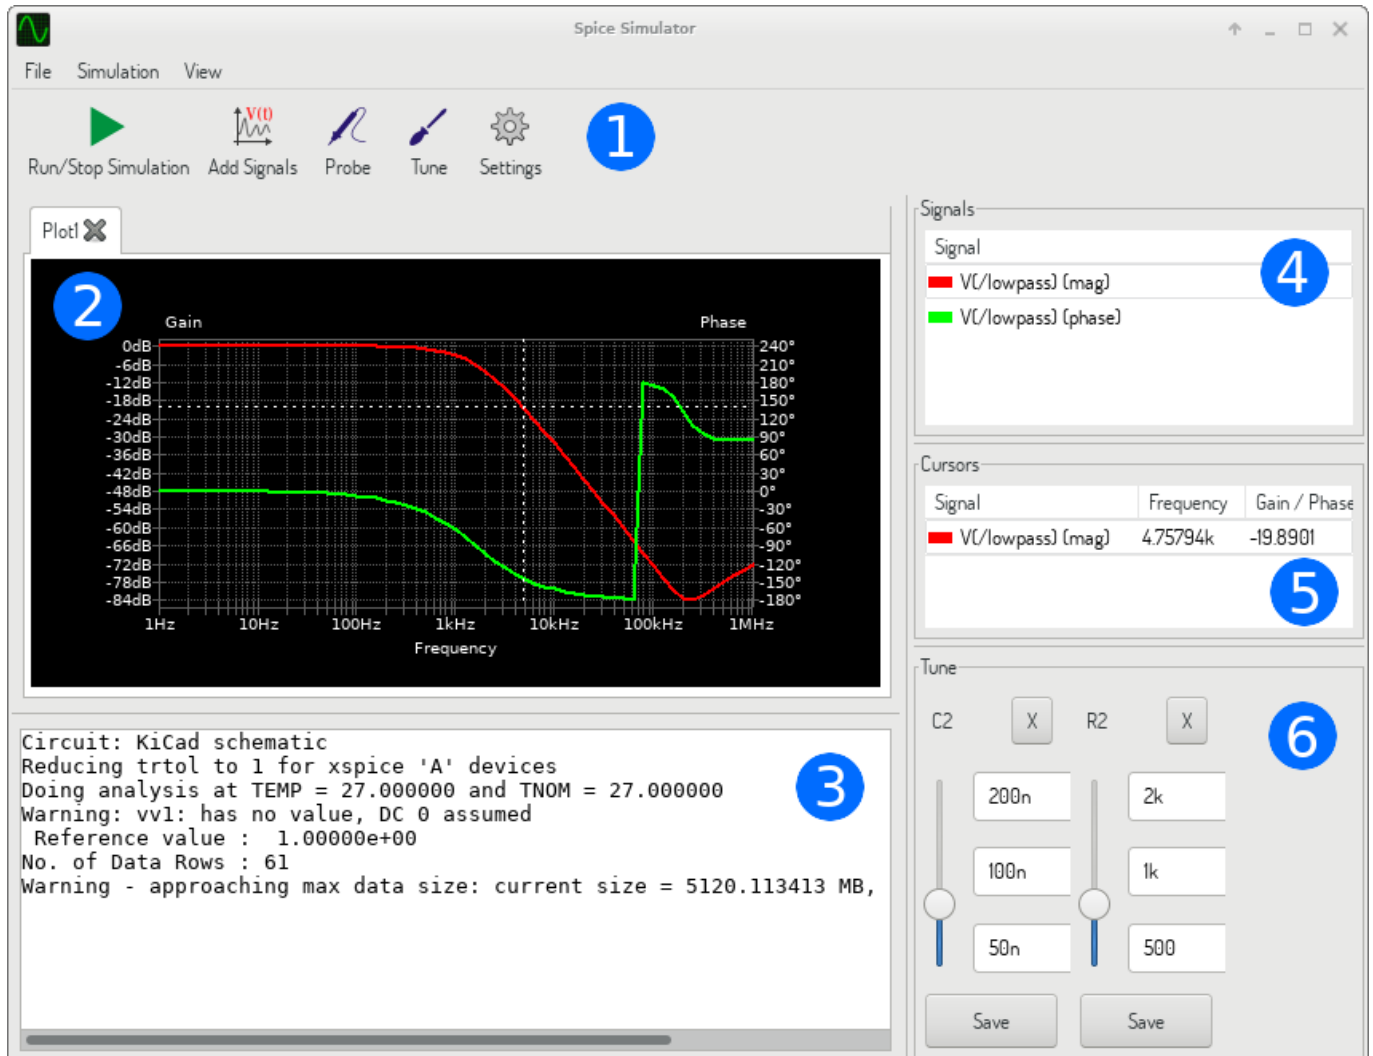 Spice Simulator
File Simulation View
Run/Stop Simulation Add Signals Probe Tune Settings
1
Plot1
2
Gain Phase
0dB
-6dB
-12dB
-18dB
-24dB
-30dB
-36dB
-42dB
-48dB
-54dB
-60dB
-66dB
-72dB
-78dB
-84dB
240°
210°
180°
150°
120°
90°
60°
30°
0°
-30°
-60°
-90°
-120°
-150°
-180°
1Hz 10Hz 100Hz 1kHz 10kHz 100kHz 1MHz
Frequency
Circuit: KiCad schematic
Reducing trtol to 1 for xspice 'A' devices
Doing analysis at TEMP = 27.000000 and TNOM = 27.000000
Warning: vv1: has no value, DC 0 assumed
Reference value : 1.00000e+00
No. of Data Rows : 61
Warning - approaching max data size: current size = 5120.113413 MB,
3
Signals
Signal
V(/lowpass) (mag)
V(/lowpass) (phase)
4
Cursors
Signal Frequency Gain / Phase
V(/lowpass) (mag) 4.75794k -19.8901
5
Tune
C2 X R2 X
6
200n 2k
100n 1k
50n 500
Save Save